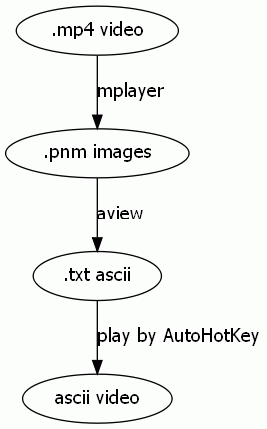 .mp4 video
mplayer
.pnm images
aview
.txt ascii
play by AutoHotKey
ascii video